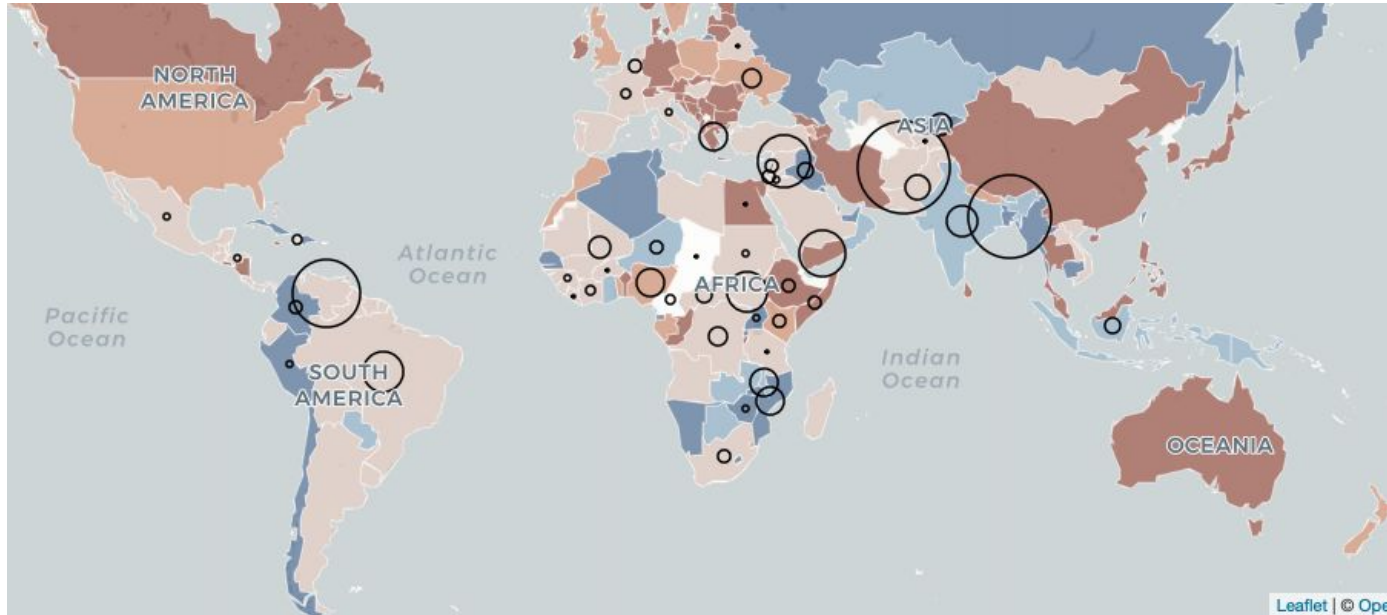 NORTH
AMERICA
ASIA
Atlantic
Ocean
AFRICA
Pacific
Ocean
Indian
Ocean
SOUTH
AMERICA
OCEANIA
Leaflet | © Ope